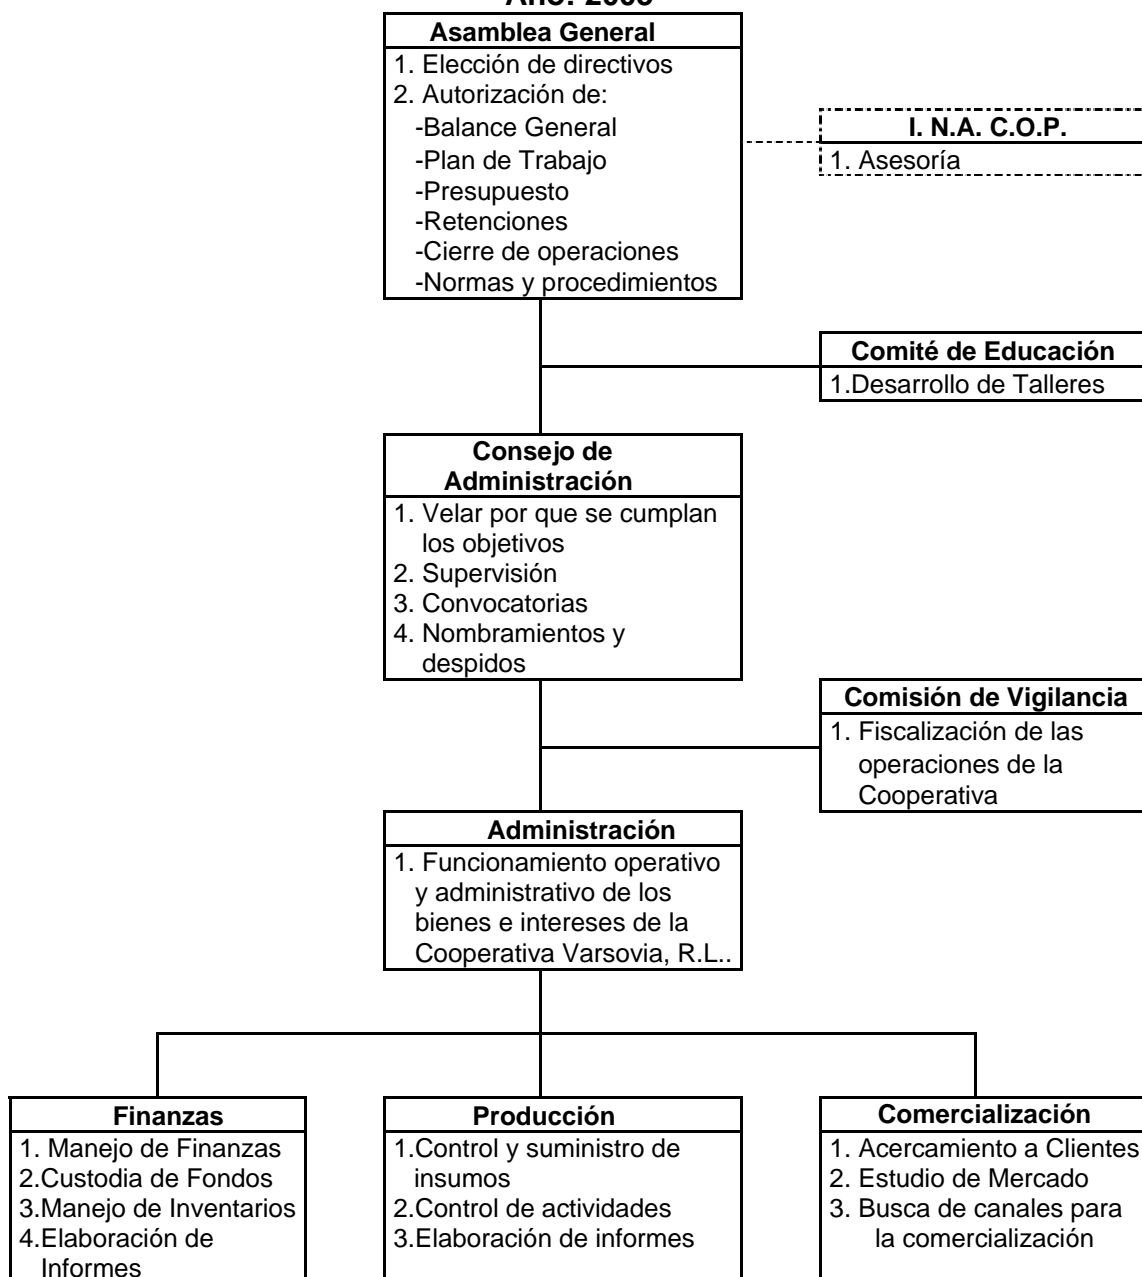 Asamblea General
1. Elección de directivos
2. Autorización de:
-Balance General
-Plan de Trabajo
-Presupuesto
-Retenciones
-Cierre de operaciones
-Normas y procedimientos
I. N.A. C.O.P.
1. Asesoría
Comité de Educación
1.Desarrollo de Talleres
Consejo de
Administración
1. Velar por que se cumplan
los objetivos
2. Supervisión
3. Convocatorias
4. Nombramientos y
despidos
Comisión de Vigilancia
1. Fiscalización de las
operaciones de la
Cooperativa
Administración
1. Funcionamiento operativo
y administrativo de los
bienes e intereses de la
Cooperativa Varsovia, R.L..
Finanzas
1. Manejo de Finanzas
2.Custodia de Fondos
3.Manejo de Inventarios
4.Elaboración de
Informes
Producción
1.Control y suministro de
insumos
2.Control de actividades
3.Elaboración de informes
Comercialización
1. Acercamiento a Clientes
2. Estudio de Mercado
3. Busca de canales para
la comercialización